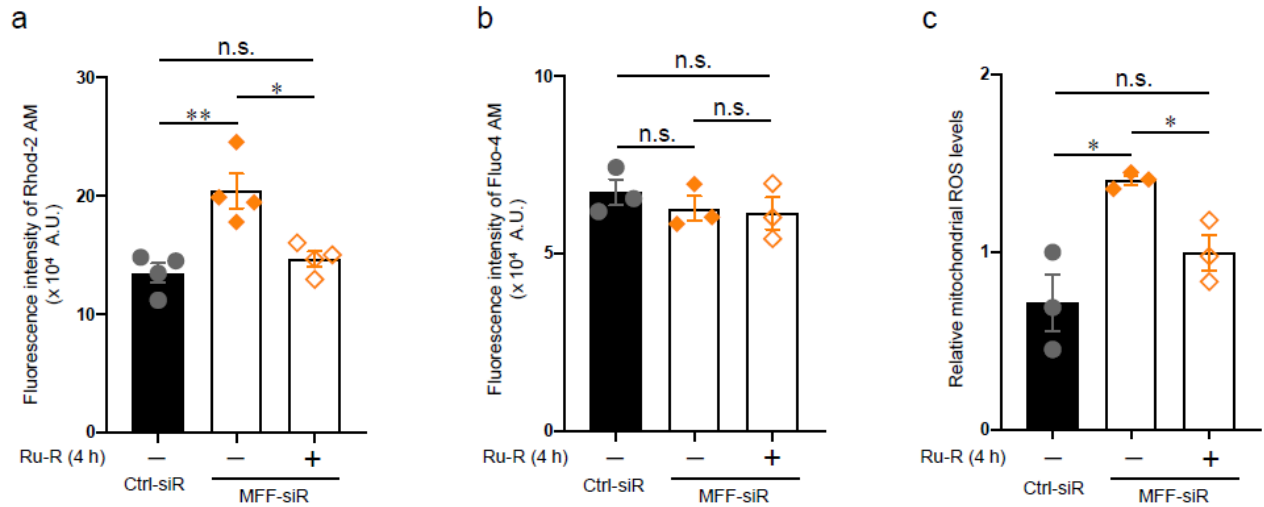 a
n.s.
*
**
30
20
10
0
Fluorescence intensity of Rhod-2 AM
(x 10⁴ A.U.)
Ru-R (4 h) – – +
Ctrl-siR
MFF-siR
b
n.s.
n.s.
n.s.
10
5
0
Fluorescence intensity of Fluo-4 AM
(x 10⁴ A.U.)
Ru-R (4 h) – – +
Ctrl-siR
MFF-siR
c
n.s.
*
*
2
1
0
Relative mitochondrial ROS levels
Ru-R (4 h) – – +
Ctrl-siR
MFF-siR